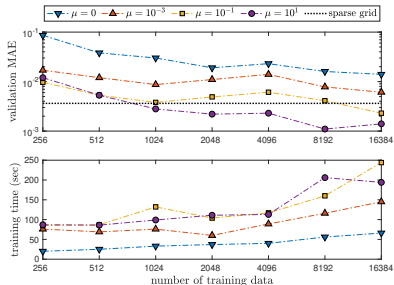 μ = 0 μ = 10⁻³ μ = 10⁻¹ μ = 10¹ sparse grid
10⁻¹
10⁻²
10⁻³
validation MAE
256 512 1024 2048 4096 8192 16384
250
200
150
100
50
0
training time (sec)
256 512 1024 2048 4096 8192 16384
number of training data